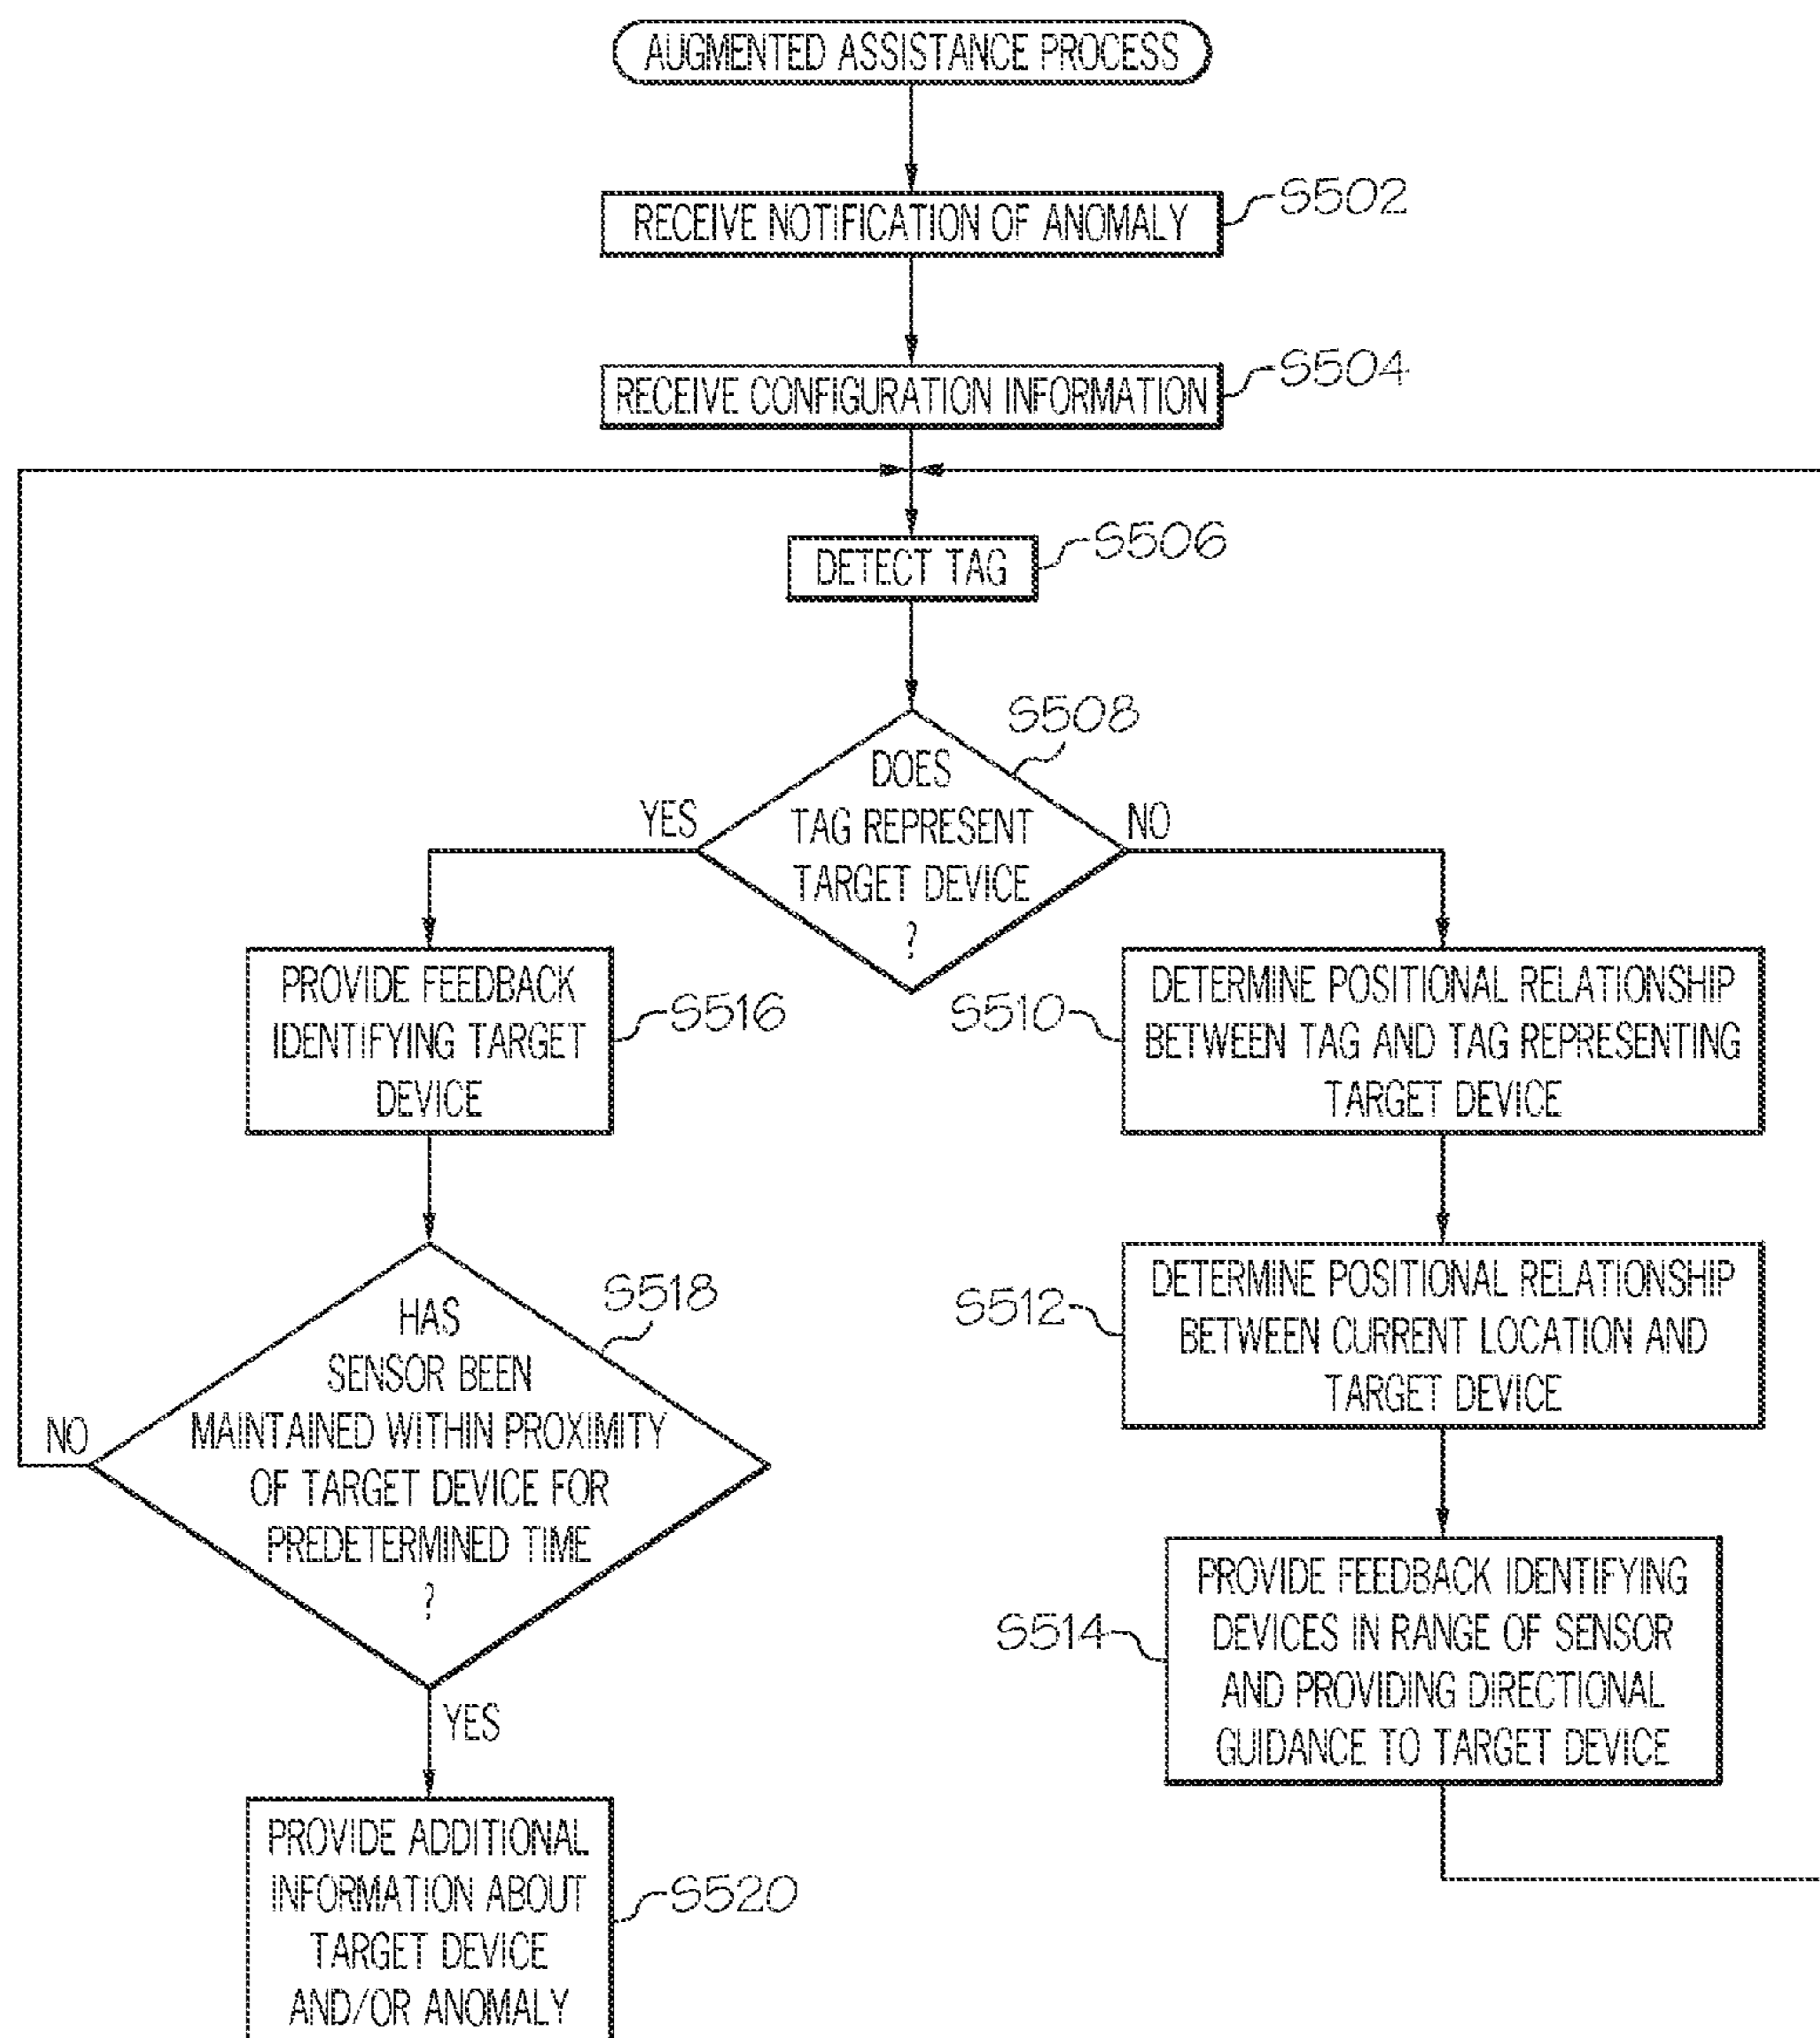 AUGMENTED ASSISTANCE PROCESS
RECEIVE NOTIFICATION OF ANOMALY
S502
RECEIVE CONFIGURATION INFORMATION
S504
DETECT TAG
S506
DOES
TAG REPRESENT
TARGET DEVICE
?
S508
YES
NO
PROVIDE FEEDBACK
IDENTIFYING TARGET
DEVICE
S516
DETERMINE POSITIONAL RELATIONSHIP
BETWEEN TAG AND TAG REPRESENTING
TARGET DEVICE
S510
HAS
SENSOR BEEN
MAINTAINED WITHIN PROXIMITY
OF TARGET DEVICE FOR
PREDETERMINED TIME
?
S518
NO
YES
DETERMINE POSITIONAL RELATIONSHIP
BETWEEN CURRENT LOCATION AND
TARGET DEVICE
S512
PROVIDE FEEDBACK IDENTIFYING
DEVICES IN RANGE OF SENSOR
AND PROVIDING DIRECTIONAL
GUIDANCE TO TARGET DEVICE
S514
PROVIDE ADDITIONAL
INFORMATION ABOUT
TARGET DEVICE
AND/OR ANOMALY
S520